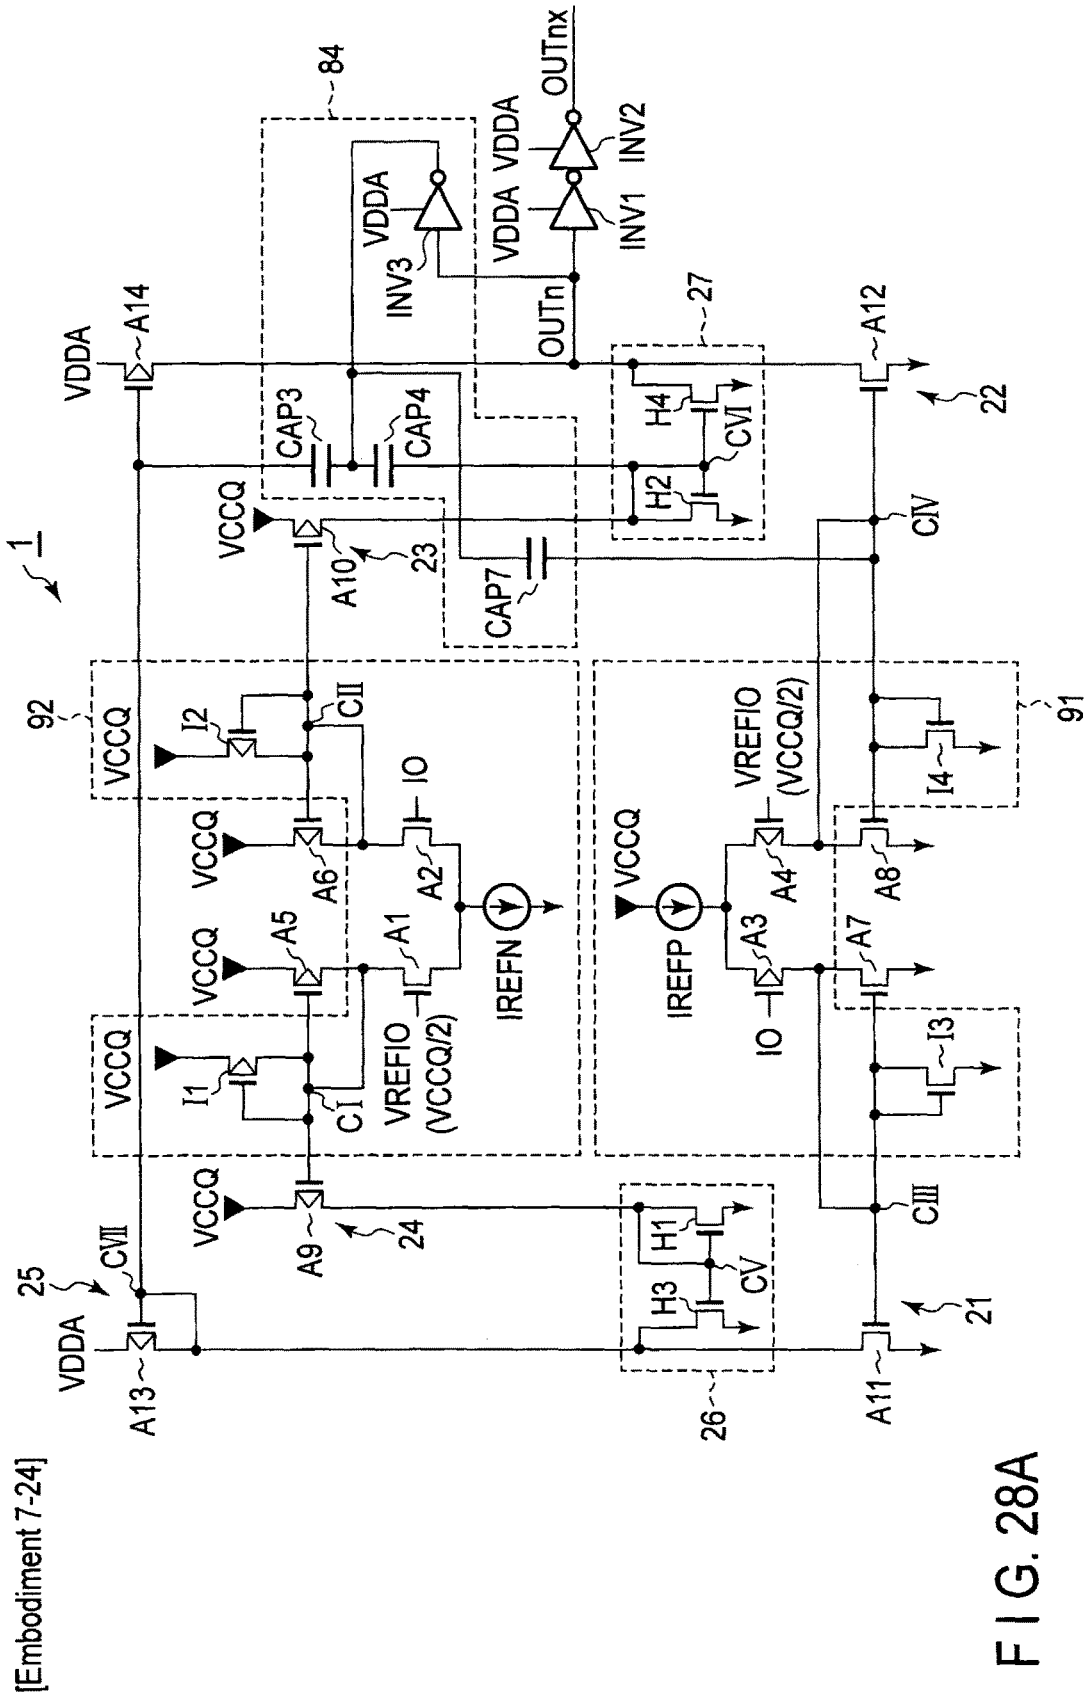 [Embodiment 7-24]
1
25
VDDA
A13
CVII
VCCQ
A9
24
VCCQ
I1
CI
92
VCCQ
A5
VCCQ
A6
VCCQ
I2
CII
VREFIO
(VCCQ/2)
A1
A2
IO
IREFN
VCCQ
A10
23
VDDA
A14
84
CAP3
CAP4
CAP7
VDDA
INV3
OUTn
VDDA
INV1
VDDA
INV2
OUTnx
26
H3
H1
CV
27
H2
H4
CVI
VCCQ
IREFP
IO
A3
A4
VREFIO
(VCCQ/2)
A7
A8
I3
I4
91
CIII
CIV
A11
21
A12
22
FIG. 28A